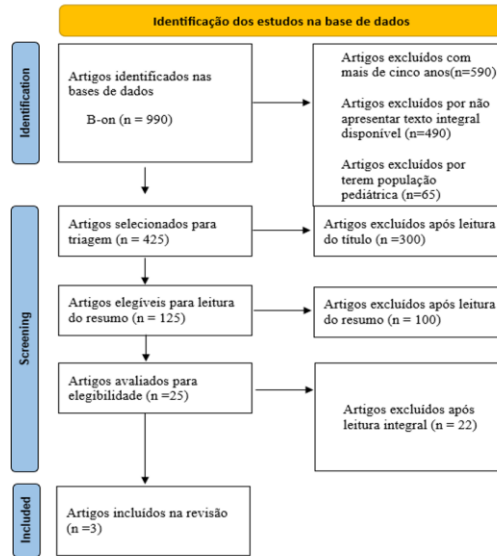 Identificação dos estudos na base de dados
Identification
Artigos identificados nas
bases de dados
B-on (n = 990)
Artigos excluídos com
mais de cinco anos(n=590)
Artigos excluídos por não
apresentar texto integral
disponível (n=490)
Artigos excluídos por
terem população
pediátrica (n=65)
Screening
Artigos selecionados para
triagem (n = 425)
Artigos excluídos após leitura
do título (n =300)
Artigos elegíveis para leitura
do resumo (n = 125)
Artigos excluídos após leitura
do resumo (n = 100)
Artigos avaliados para
elegibilidade (n =25)
Artigos excluídos após
leitura integral (n = 22)
Included
Artigos incluídos na revisão
(n =3)